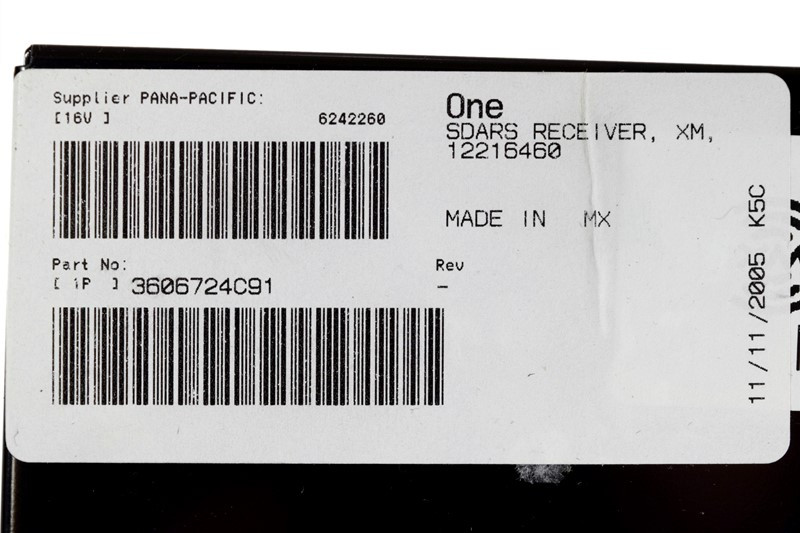 Supplier PANA-PACIFIC:
[16V ] 6242260
Part No:
[ 1P ] 3606724C91
Rev
-
One
SDARS RECEIVER, XM,
12216460
MADE IN MX
11/11/2005 K5C